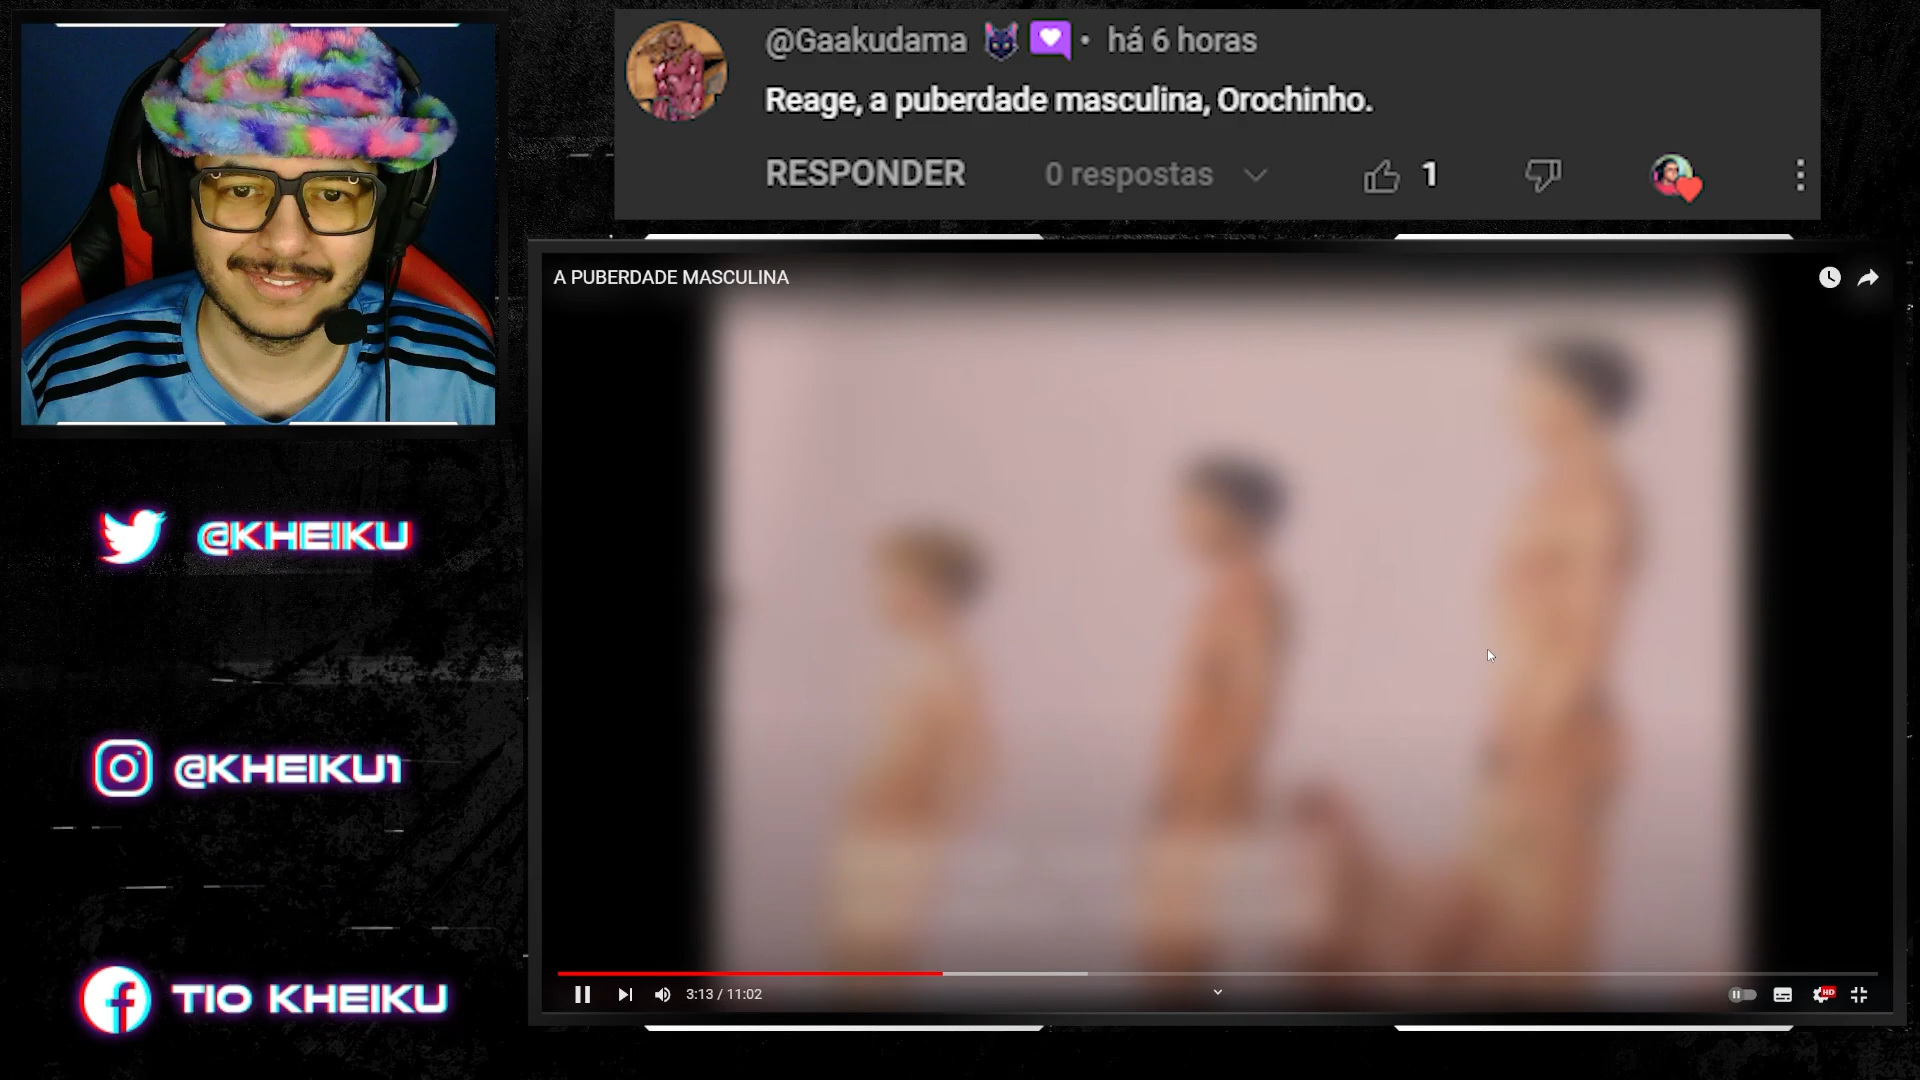 @Gaakudama • há 6 horas
Reage, a puberdade masculina, Orochinho.
RESPONDER 0 respostas 1
A PUBERDADE MASCULINA
@KHEIKU
@KHEIKU1
TIO KHEIKU
3:13 / 11:02
HD